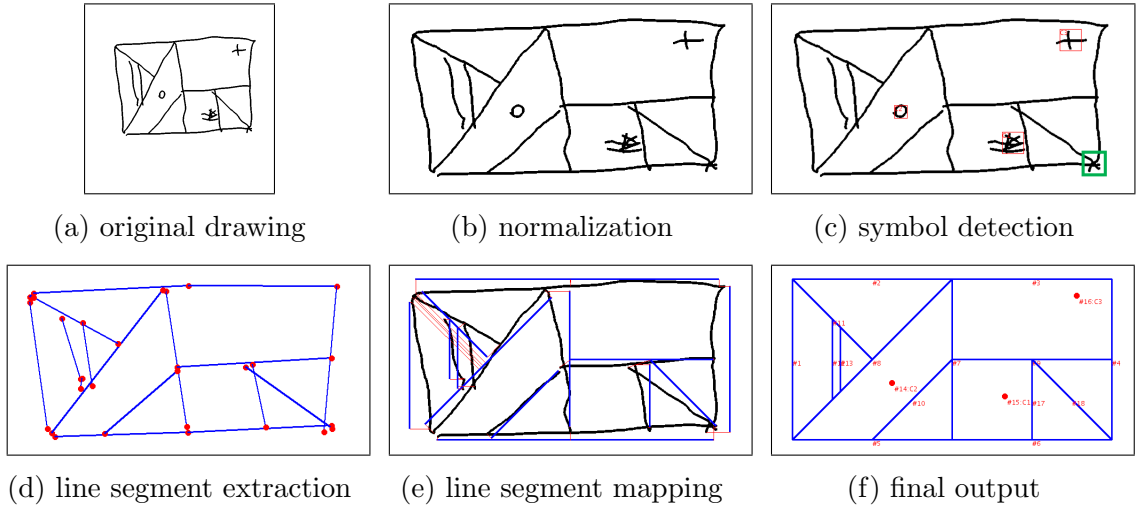 (a) original drawing
(b) normalization
(c) symbol detection
(d) line segment extraction
(e) line segment mapping
(f) final output
#2
#3
#16:C3
#1
#13
#8
#7
#4
#14:C2
#10
#15:C1
#17
#18
#5
#6